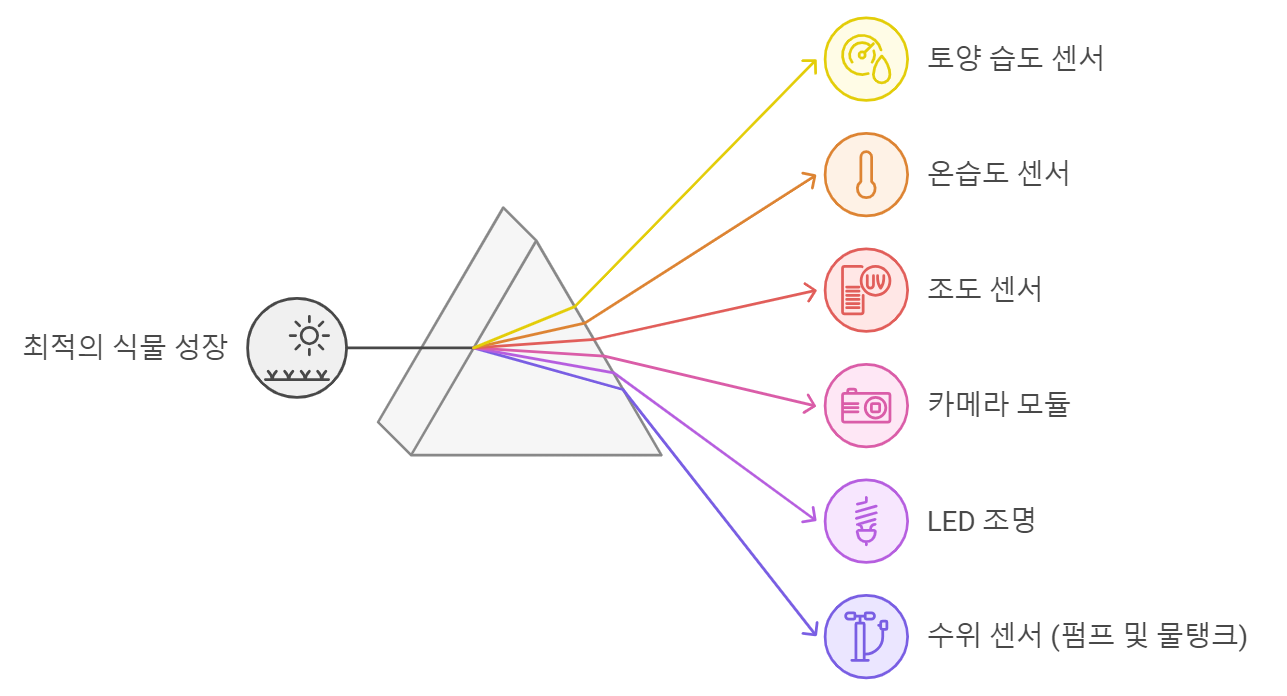 토양 습도 센서
온습도 센서
UV
조도 센서
최적의 식물 성장
카메라 모듈
LED 조명
수위 센서 (펌프 및 물탱크)